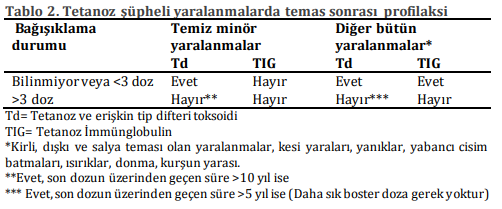 Tablo 2. Tetanoz şüpheli yaralanmalarda temas sonrası profilaksi
Bağışıklama durumu Temiz minör yaralanmalar Diğer bütün yaralanmalar*
Td TIG Td TIG
Bilinmiyor veya <3 doz Evet Hayır Evet Evet
>3 doz Hayır** Hayır Hayır*** Hayır
Td= Tetanoz ve erişkin tip difteri toksoidi
TIG= Tetanoz İmmünglobulin
*Kirli, dışkı ve salya teması olan yaralanmalar, kesi yaraları, yanıklar, yabancı cisim
batmaları, ısırıklar, donma, kurşun yarası.
**Evet, son dozun üzerinden geçen süre >10 yıl ise
*** Evet, son dozun üzerinden geçen süre >5 yıl ise (Daha sık boster doza gerek yoktur)